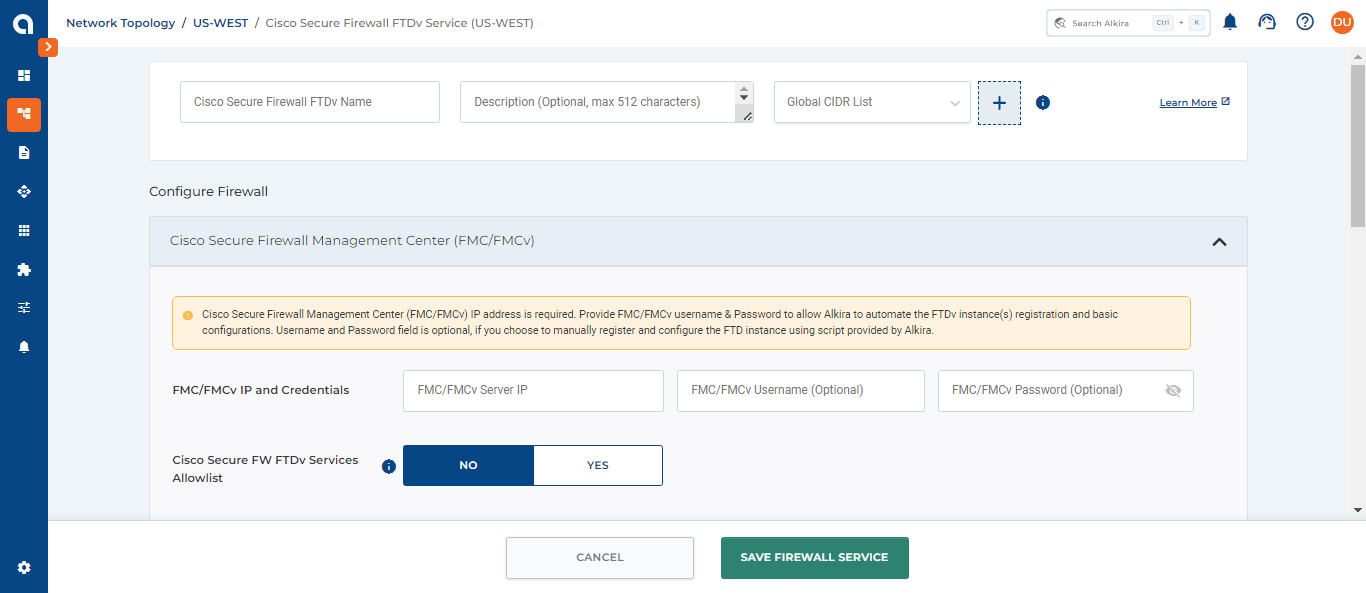 Network Topology / US-WEST / Cisco Secure Firewall FTDv Service (US-WEST)
Search Alkira Ctrl + K
DU
Cisco Secure Firewall FTDv Name
Description (Optional, max 512 characters)
Global CIDR List
+
Learn More
Configure Firewall
Cisco Secure Firewall Management Center (FMC/FMCv)
Cisco Secure Firewall Management Center (FMC/FMCv) IP address is required. Provide FMC/FMCv username & Password to allow Alkira to automate the FTDv instance(s) registration and basic
configurations. Username and Password field is optional, if you choose to manually register and configure the FTD instance using script provided by Alkira.
FMC/FMCv IP and Credentials
FMC/FMCv Server IP
FMC/FMCv Username (Optional)
FMC/FMCv Password (Optional)
Cisco Secure FW FTDv Services
Allowlist
NO
YES
CANCEL
SAVE FIREWALL SERVICE